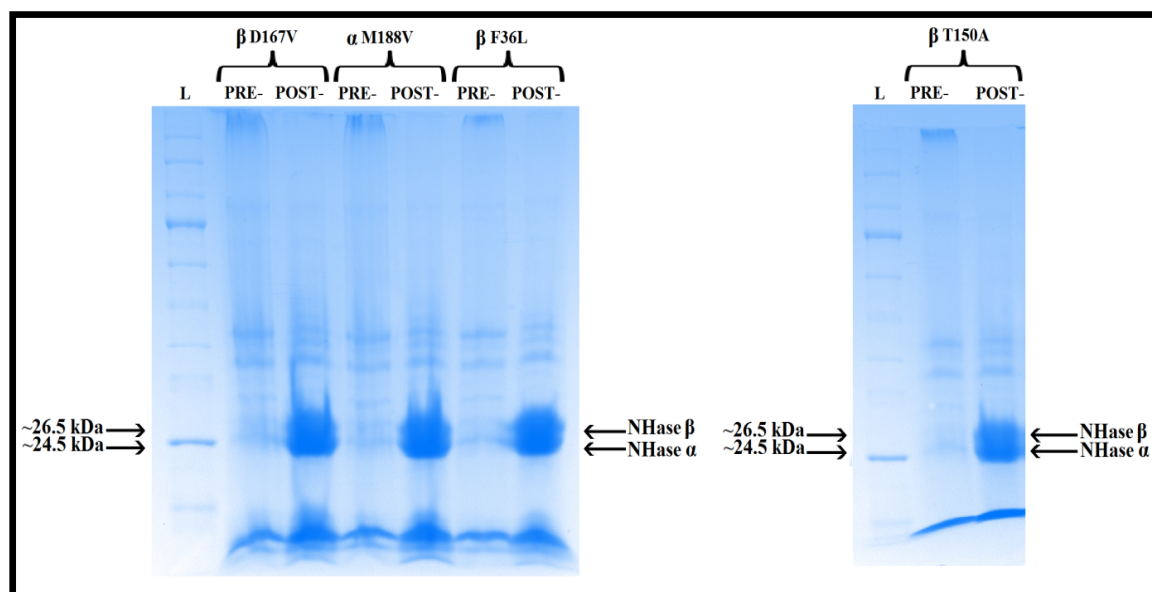 β D167V α M188V β F36L
L PRE- POST- PRE- POST- PRE- POST-
~26.5 kDa
~24.5 kDa
NHase β
NHase α
β T150A
L PRE- POST-
~26.5 kDa
~24.5 kDa
NHase β
NHase α